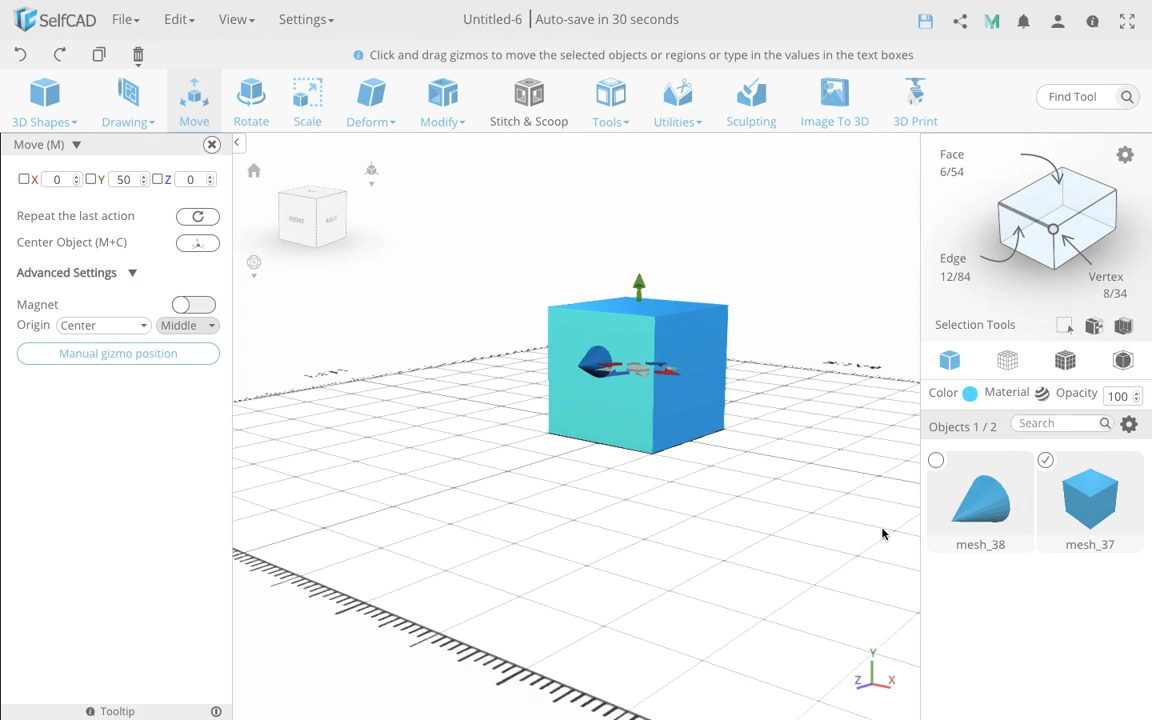 SELFCAD File Edit View Settings Untitled-6 Auto-save in 30 seconds
Click and drag gizmos to move the selected objects or regions or type in the values in the text boxes
3D Shapes Drawing Move Rotate Scale Deform Modify Stitch & Scoop Tools Utilities Sculpting Image To 3D 3D Print Find Tool
Move (M)
X 0 Y 50 Z 0
Repeat the last action
Center Object (M+C)
Advanced Settings
Magnet
Origin Center Middle
Manual gizmo position
Tooltip
FRONT RIGHT
Y
Z X
Face
6/54
Edge
12/84
Vertex
8/34
Selection Tools
Color Material Opacity 100
Objects 1 / 2 Search
mesh_38 mesh_37